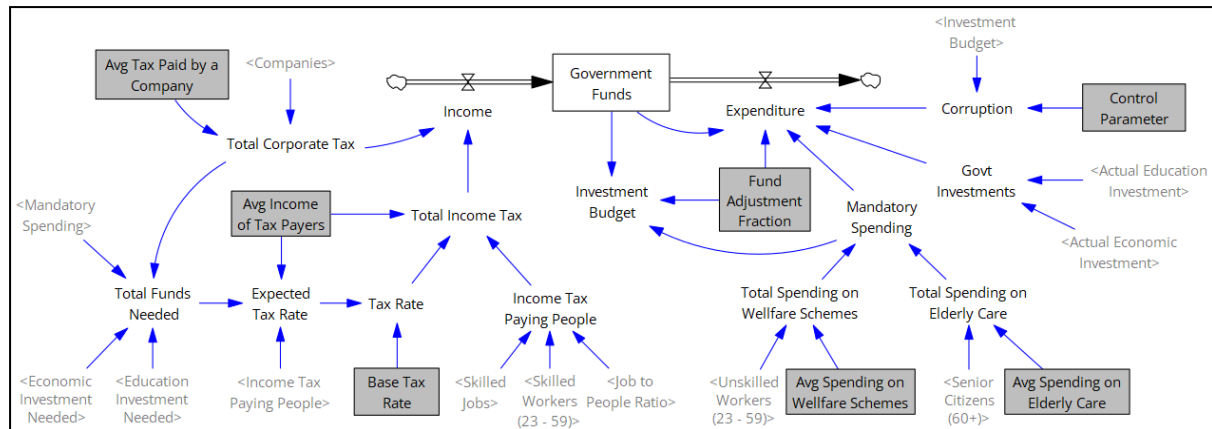 <Investment
Budget>
Avg Tax Paid by a
Company
<Companies>
Government
Funds
Income
Expenditure
Corruption
Control
Parameter
Total Corporate Tax
Govt
Investments
<Actual Education
Investment>
Investment
Budget
Fund
Adjustment
Fraction
<Mandatory
Spending>
Avg Income
of Tax Payers
Total Income Tax
Mandatory
Spending
<Actual Economic
Investment>
Total Funds
Needed
Expected
Tax Rate
Tax Rate
Income Tax
Paying People
Total Spending on
Wellfare Schemes
Total Spending on
Elderly Care
<Economic
Investment
Needed>
<Education
Investment
Needed>
<Income Tax
Paying People>
Base Tax
Rate
<Skilled
Jobs>
<Skilled
Workers
(23 - 59)>
<Job to
People Ratio>
<Unskilled
Workers
(23 - 59)>
Avg Spending on
Wellfare Schemes
<Senior
Citizens
(60+)>
Avg Spending on
Elderly Care